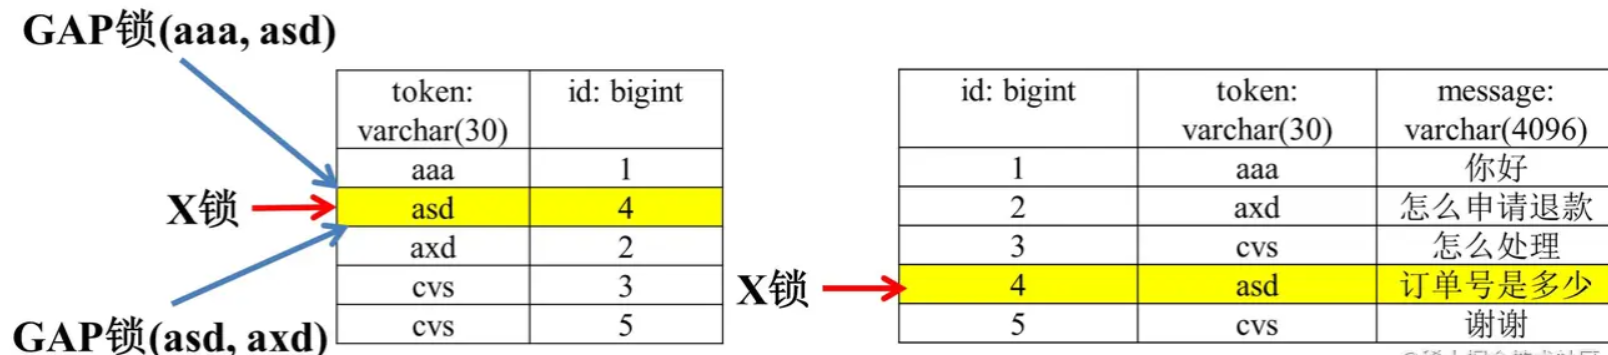 GAP锁(aaa, asd)
X锁
GAP锁(asd, axd)
token: varchar(30) id: bigint
aaa 1
asd 4
axd 2
cvs 3
cvs 5
X锁
id: bigint token: varchar(30) message: varchar(4096)
1 aaa 你好
2 axd 怎么申请退款
3 cvs 怎么处理
4 asd 订单号是多少
5 cvs 谢谢